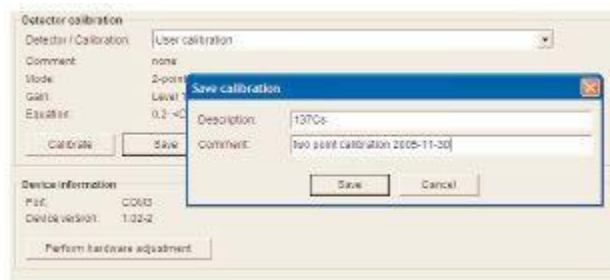 Detector calibration
Detector / Calibration: User calibration
Comment: none
Mode: 2-point
Gain: Level 1
Equation:
Calibrate Save
Save calibration
Description: 137Cs
Comment: two point calibration 2005-11-30
Save Cancel
Device information
Port: COM3
Device version: 1.02-2
Perform hardware adjustment